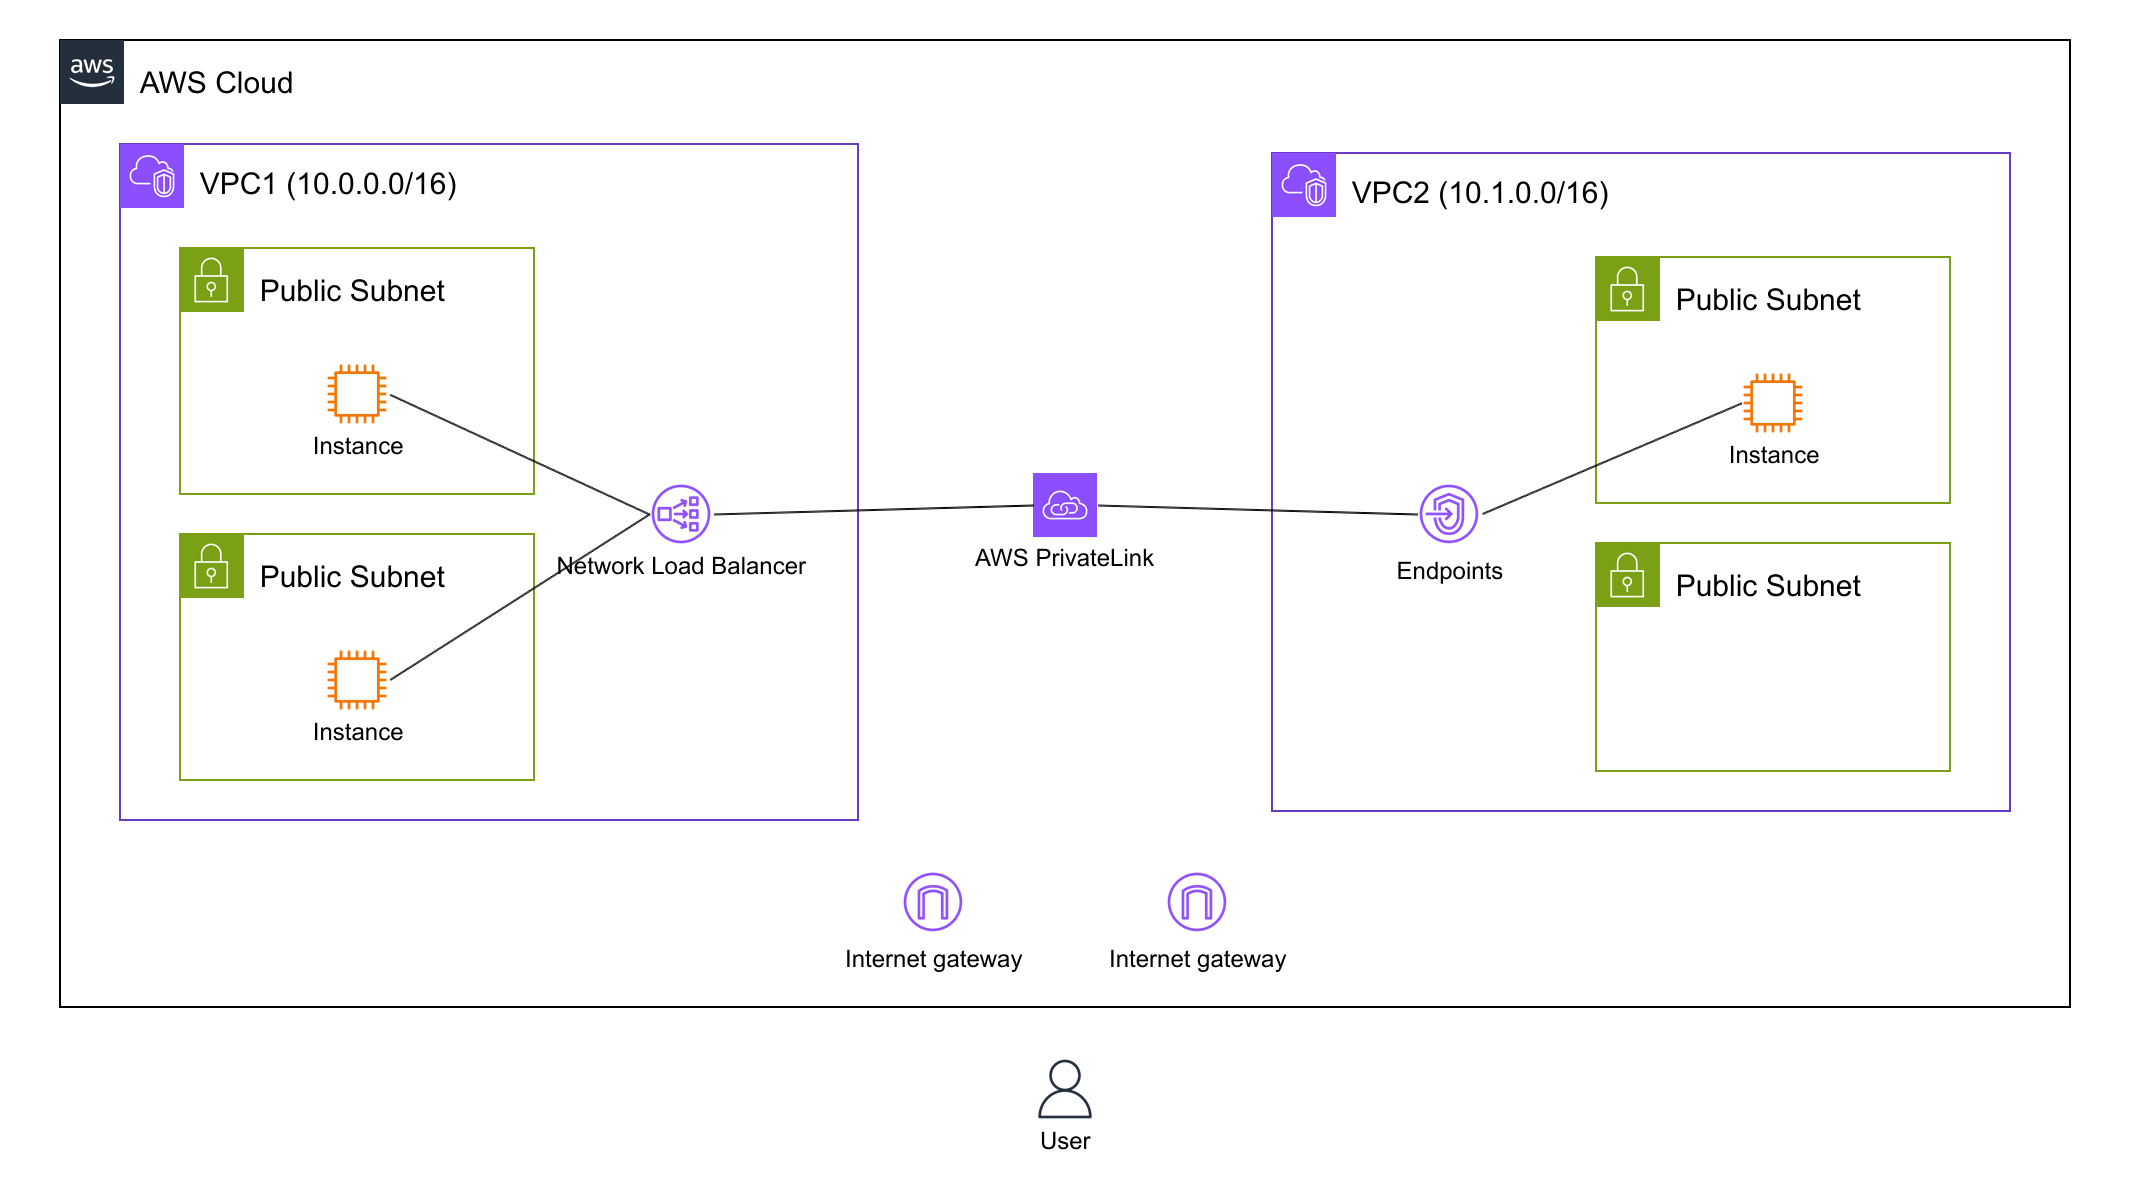 aws
AWS Cloud
VPC1 (10.0.0.0/16)
Public Subnet
Instance
Public Subnet
Instance
Network Load Balancer
AWS PrivateLink
VPC2 (10.1.0.0/16)
Public Subnet
Instance
Endpoints
Public Subnet
Internet gateway
Internet gateway
User